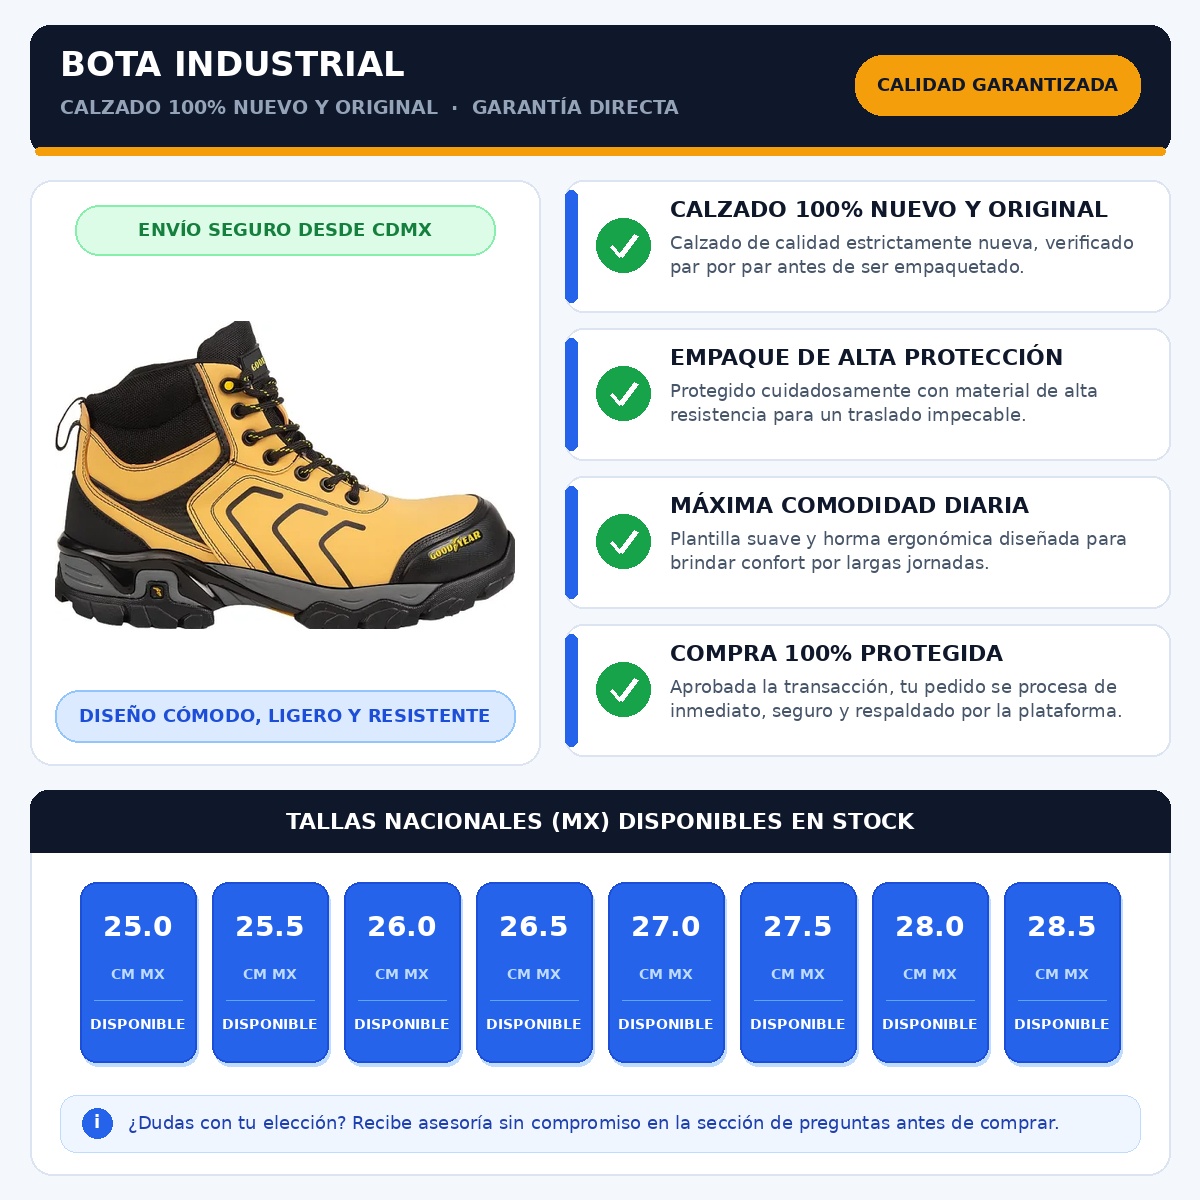 BOTA INDUSTRIAL
CALZADO 100% NUEVO Y ORIGINAL · GARANTÍA DIRECTA
CALIDAD GARANTIZADA
ENVÍO SEGURO DESDE CDMX
GOODYEAR
DISEÑO CÓMODO, LIGERO Y RESISTENTE
CALZADO 100% NUEVO Y ORIGINAL
Calzado de calidad estrictamente nueva, verificado
par por par antes de ser empaquetado.
EMPAQUE DE ALTA PROTECCIÓN
Protegido cuidadosamente con material de alta
resistencia para un traslado impecable.
MÁXIMA COMODIDAD DIARIA
Plantilla suave y horma ergonómica diseñada para
brindar confort por largas jornadas.
COMPRA 100% PROTEGIDA
Aprobada la transacción, tu pedido se procesa de
inmediato, seguro y respaldado por la plataforma.
TALLAS NACIONALES (MX) DISPONIBLES EN STOCK
25.0 25.5 26.0 26.5 27.0 27.5 28.0 28.5
CM MX CM MX CM MX CM MX CM MX CM MX CM MX CM MX
DISPONIBLE DISPONIBLE DISPONIBLE DISPONIBLE DISPONIBLE DISPONIBLE DISPONIBLE DISPONIBLE
i ¿Dudas con tu elección? Recibe asesoría sin compromiso en la sección de preguntas antes de comprar.